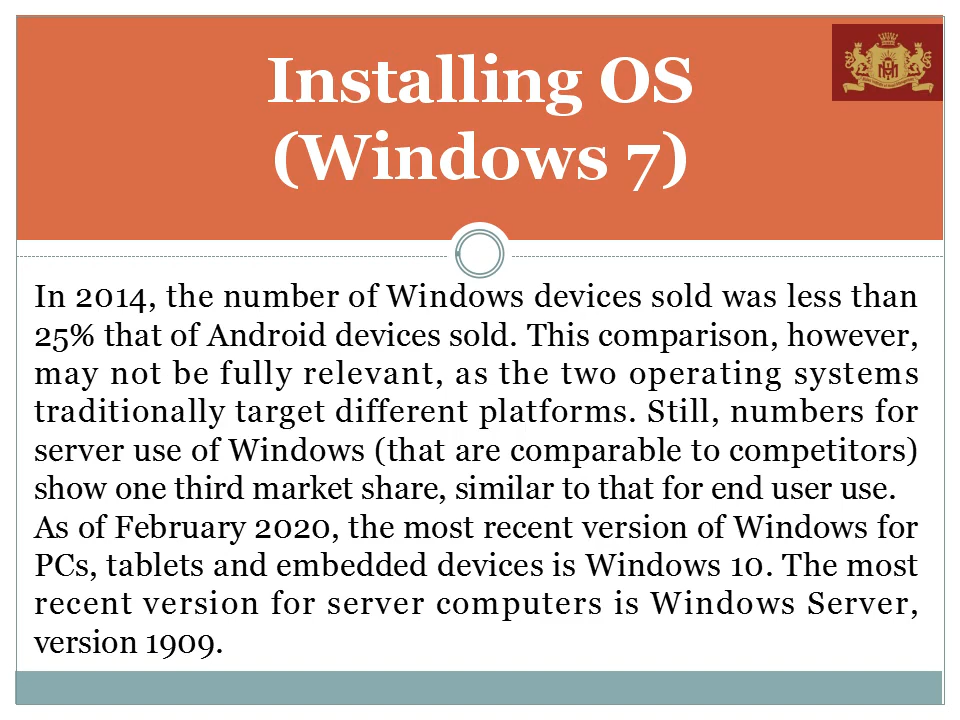 Installing OS
(Windows 7)
In 2014, the number of Windows devices sold was less than
25% that of Android devices sold. This comparison, however,
may not be fully relevant, as the two operating systems
traditionally target different platforms. Still, numbers for
server use of Windows (that are comparable to competitors)
show one third market share, similar to that for end user use.
As of February 2020, the most recent version of Windows for
PCs, tablets and embedded devices is Windows 10. The most
recent version for server computers is Windows Server,
version 1909.